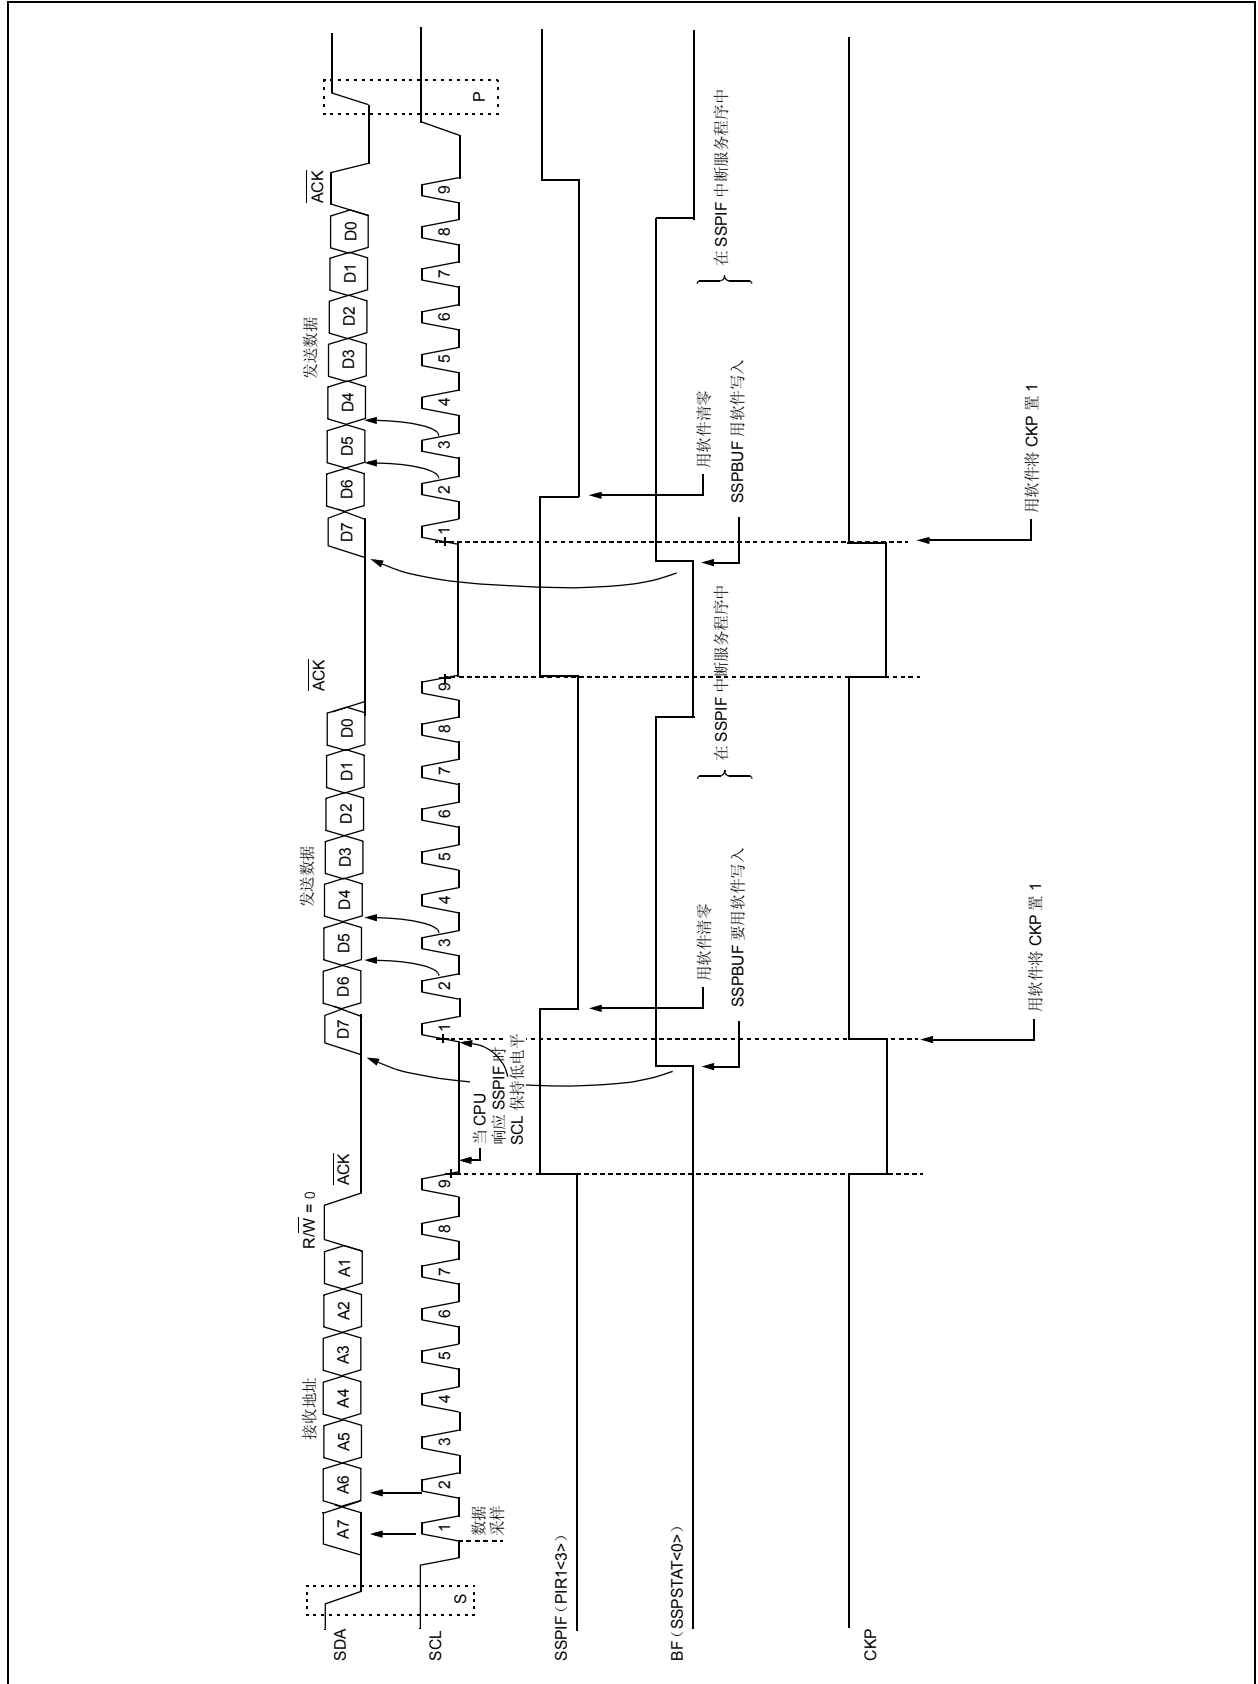 接收地址
R/W = 0
ACK
发送数据
ACK
发送数据
ACK
SDA
A7 A6 A5 A4 A3 A2 A1
D7 D6 D5 D4 D3 D2 D1 D0
D7 D6 D5 D4 D3 D2 D1 D0
SCL
S
1 2 3 4 5 6 7 8 9
1 2 3 4 5 6 7 8 9
1 2 3 4 5 6 7 8 9
P
数据
采样
当 CPU
响应 SSPIF 时
SCL 保持低电平
SSPIF（PIR1<3>）
BF（SSPSTAT<0>）
用软件清零
SSPBUF 要用软件写入
在 SSPIF 中断服务程序中
用软件清零
SSPBUF 用软件写入
在 SSPIF 中断服务程序中
CKP
用软件将 CKP 置 1
用软件将 CKP 置 1